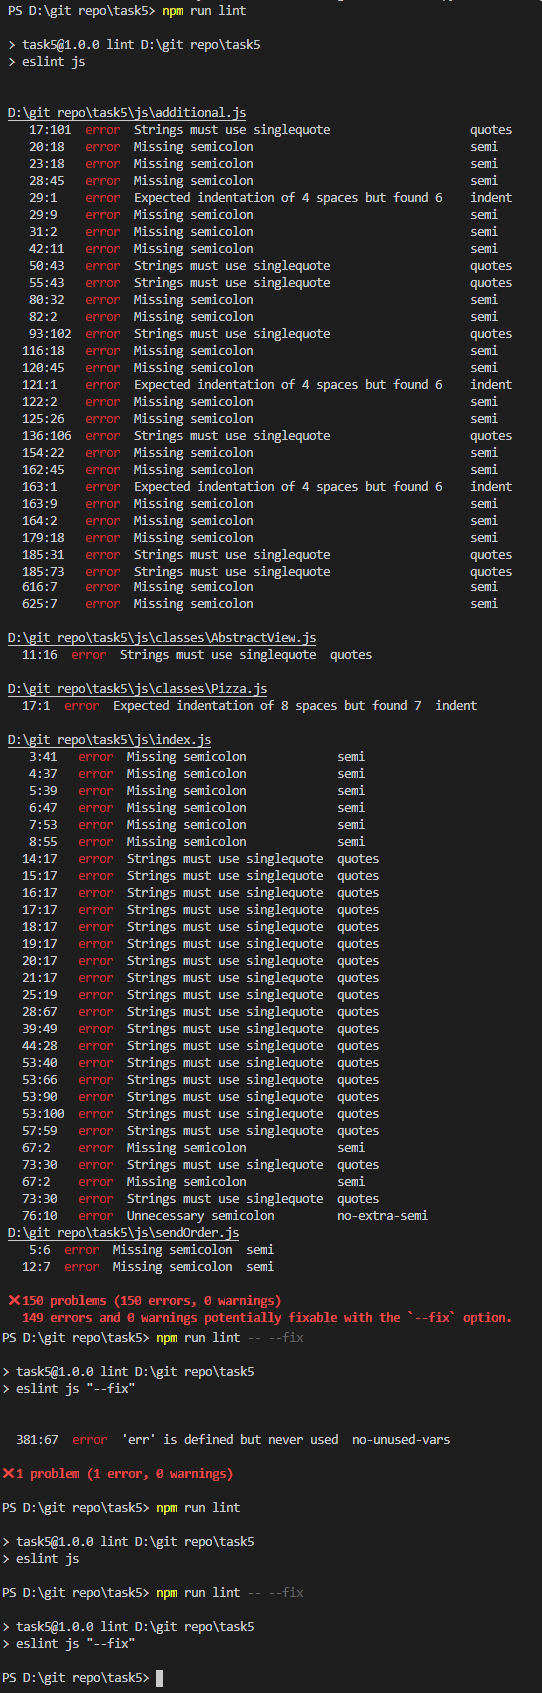 PS D:\git repo\task5> npm run lint
> task5@1.0.0 lint D:\git repo\task5
> eslint js
D:\git repo\task5\js\additional.js
17:101 error Strings must use singlequote quotes
20:18 error Missing semicolon semi
23:18 error Missing semicolon semi
28:45 error Missing semicolon semi
29:1 error Expected indentation of 4 spaces but found 6 indent
29:9 error Missing semicolon semi
31:2 error Missing semicolon semi
42:11 error Missing semicolon semi
50:43 error Strings must use singlequote quotes
55:43 error Strings must use singlequote quotes
80:32 error Missing semicolon semi
82:2 error Missing semicolon semi
93:102 error Strings must use singlequote quotes
116:18 error Missing semicolon semi
120:45 error Missing semicolon semi
121:1 error Expected indentation of 4 spaces but found 6 indent
122:2 error Missing semicolon semi
125:26 error Missing semicolon semi
136:106 error Strings must use singlequote quotes
154:22 error Missing semicolon semi
162:45 error Missing semicolon semi
163:1 error Expected indentation of 4 spaces but found 6 indent
163:9 error Missing semicolon semi
164:2 error Missing semicolon semi
179:18 error Missing semicolon semi
185:31 error Strings must use singlequote quotes
185:73 error Strings must use singlequote quotes
616:7 error Missing semicolon semi
625:7 error Missing semicolon semi
D:\git repo\task5\js\classes\AbstractView.js
11:16 error Strings must use singlequote quotes
D:\git repo\task5\js\classes\Pizza.js
17:1 error Expected indentation of 8 spaces but found 7 indent
D:\git repo\task5\js\index.js
3:41 error Missing semicolon semi
4:37 error Missing semicolon semi
5:39 error Missing semicolon semi
6:47 error Missing semicolon semi
7:53 error Missing semicolon semi
8:55 error Missing semicolon semi
14:17 error Strings must use singlequote quotes
15:17 error Strings must use singlequote quotes
16:17 error Strings must use singlequote quotes
17:17 error Strings must use singlequote quotes
18:17 error Strings must use singlequote quotes
19:17 error Strings must use singlequote quotes
20:17 error Strings must use singlequote quotes
21:17 error Strings must use singlequote quotes
25:19 error Strings must use singlequote quotes
28:67 error Strings must use singlequote quotes
39:49 error Strings must use singlequote quotes
44:28 error Strings must use singlequote quotes
53:40 error Strings must use singlequote quotes
53:66 error Strings must use singlequote quotes
53:90 error Strings must use singlequote quotes
53:100 error Strings must use singlequote quotes
57:59 error Strings must use singlequote quotes
67:2 error Missing semicolon semi
73:30 error Strings must use singlequote quotes
67:2 error Missing semicolon semi
73:30 error Strings must use singlequote quotes
76:10 error Unnecessary semicolon no-extra-semi
D:\git repo\task5\js\sendOrder.js
5:6 error Missing semicolon semi
12:7 error Missing semicolon semi
❌150 problems (150 errors, 0 warnings)
149 errors and 0 warnings potentially fixable with the `--fix` option.
PS D:\git repo\task5> npm run lint -- --fix
> task5@1.0.0 lint D:\git repo\task5
> eslint js "--fix"
381:67 error 'err' is defined but never used no-unused-vars
❌1 problem (1 error, 0 warnings)
PS D:\git repo\task5> npm run lint
> task5@1.0.0 lint D:\git repo\task5
> eslint js
PS D:\git repo\task5> npm run lint -- --fix
> task5@1.0.0 lint D:\git repo\task5
> eslint js "--fix"
PS D:\git repo\task5>